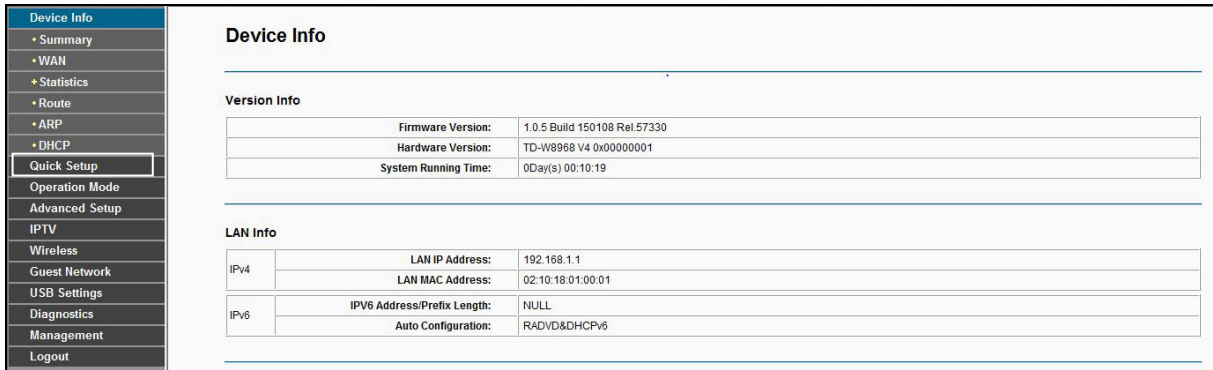 Device Info
• Summary
• WAN
+ Statistics
• Route
• ARP
• DHCP
Quick Setup
Operation Mode
Advanced Setup
IPTV
Wireless
Guest Network
USB Settings
Diagnostics
Management
Logout
Device Info
Version Info
Firmware Version: 1.0.5 Build 150108 Rel.57330
Hardware Version: TD-W8968 V4 0x00000001
System Running Time: 0Day(s) 00:10:19
LAN Info
IPv4
LAN IP Address: 192.168.1.1
LAN MAC Address: 02:10:18:01:00:01
IPv6
IPV6 Address/Prefix Length: NULL
Auto Configuration: RADVD&DHCPv6